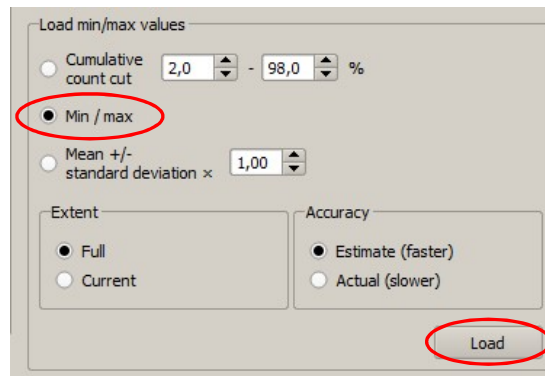 Load min/max values
Cumulative
count cut 2,0 - 98,0 %
Min / max
Mean +/-
standard deviation × 1,00
Extent Accuracy
Full Estimate (faster)
Current Actual (slower)
Load